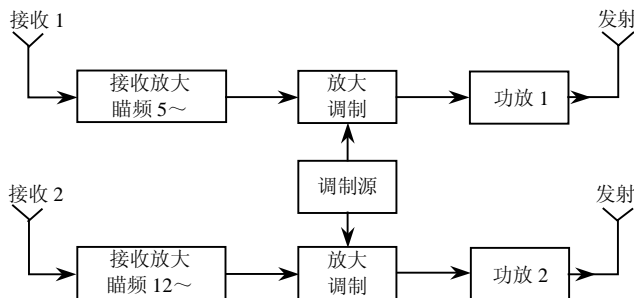 接收 1
发射
接收放大
瞄频 5～
放大
调制
功放 1
调制源
接收 2
发射
接收放大
瞄频 12～
放大
调制
功放 2